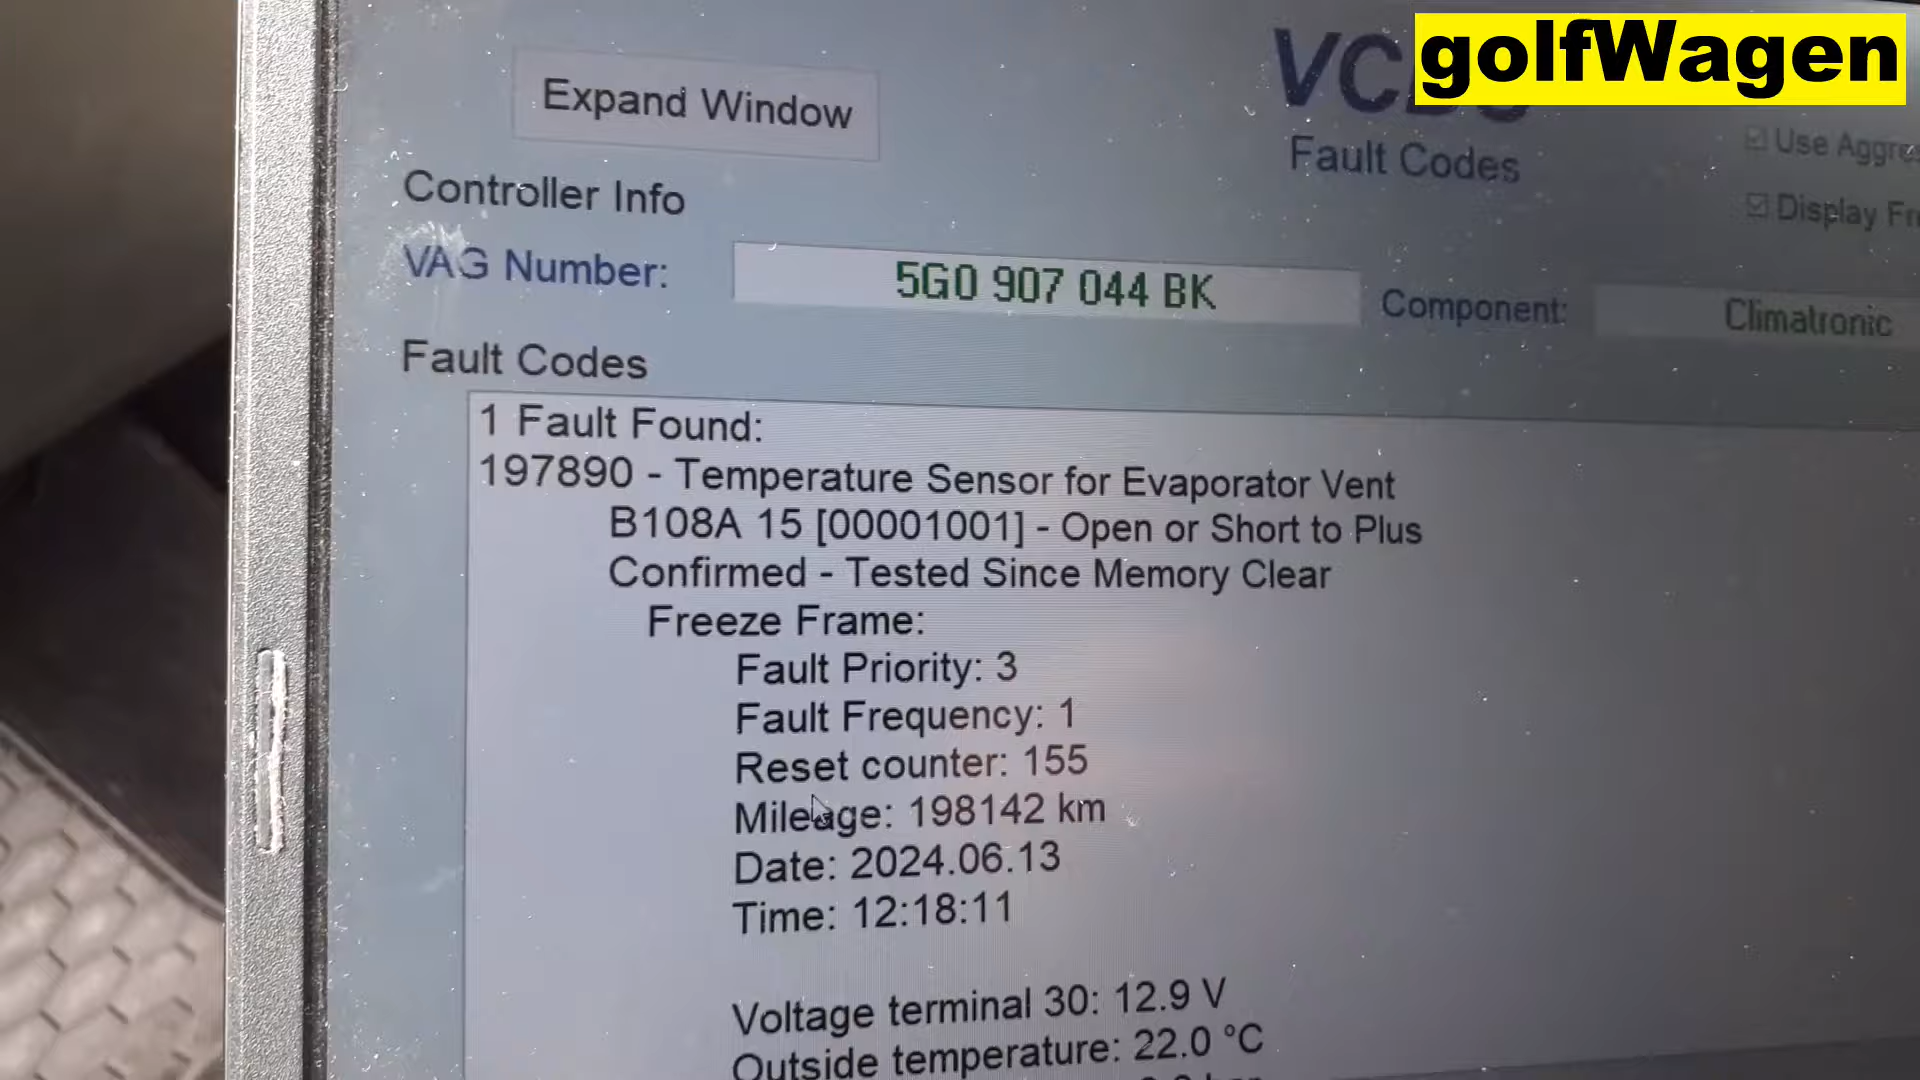 golfWagen
Expand Window
Fault Codes
Controller Info
VAG Number: 5G0 907 044 BK
Component: Climatronic
Use
Display
Fault Codes
1 Fault Found:
197890 - Temperature Sensor for Evaporator Vent
B108A 15 [00001001] - Open or Short to Plus
Confirmed - Tested Since Memory Clear
Freeze Frame:
Fault Priority: 3
Fault Frequency: 1
Reset counter: 155
Mileage: 198142 km
Date: 2024.06.13
Time: 12:18:11
Voltage terminal 30: 12.9 V
Outside temperature: 22.0 °C